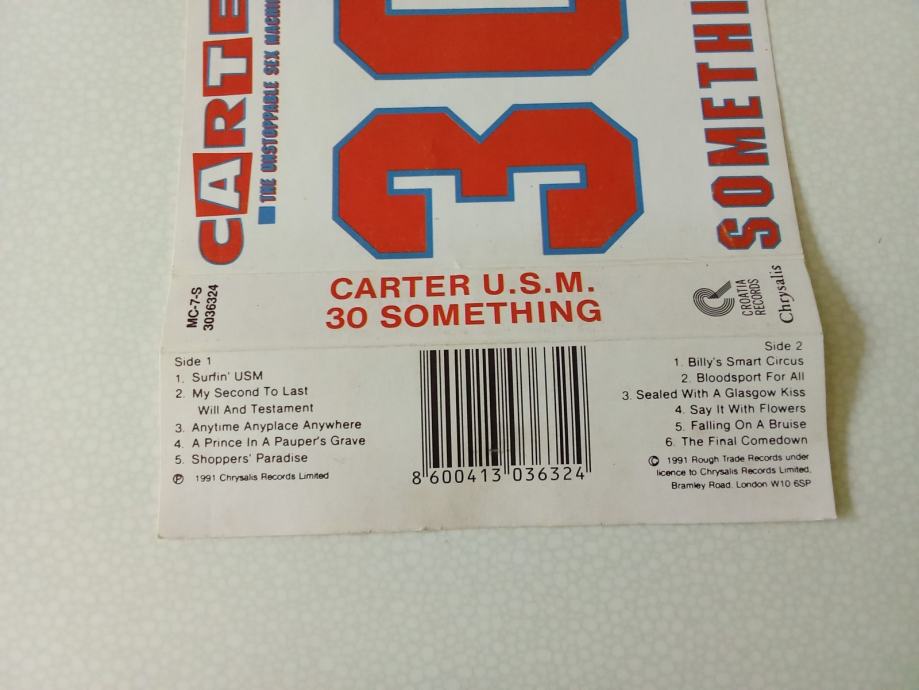 CARTE
THE UNSTOPPABLE SEX MACHIN
30
SOMETHI
MC-7-S
3036324
CARTER U.S.M.
30 SOMETHING
CROATIA
RECORDS
Chrysalis
Side 1
1. Surfin' USM
2. My Second To Last
Will And Testament
3. Anytime Anyplace Anywhere
4. A Prince In A Pauper's Grave
5. Shoppers' Paradise
℗ 1991 Chrysalis Records Limited
8 600413 036324
Side 2
1. Billy's Smart Circus
2. Bloodsport For All
3. Sealed With A Glasgow Kiss
4. Say It With Flowers
5. Falling On A Bruise
6. The Final Comedown
© 1991 Rough Trade Records under
licence to Chrysalis Records Limited,
Bramley Road, London W10 6SP